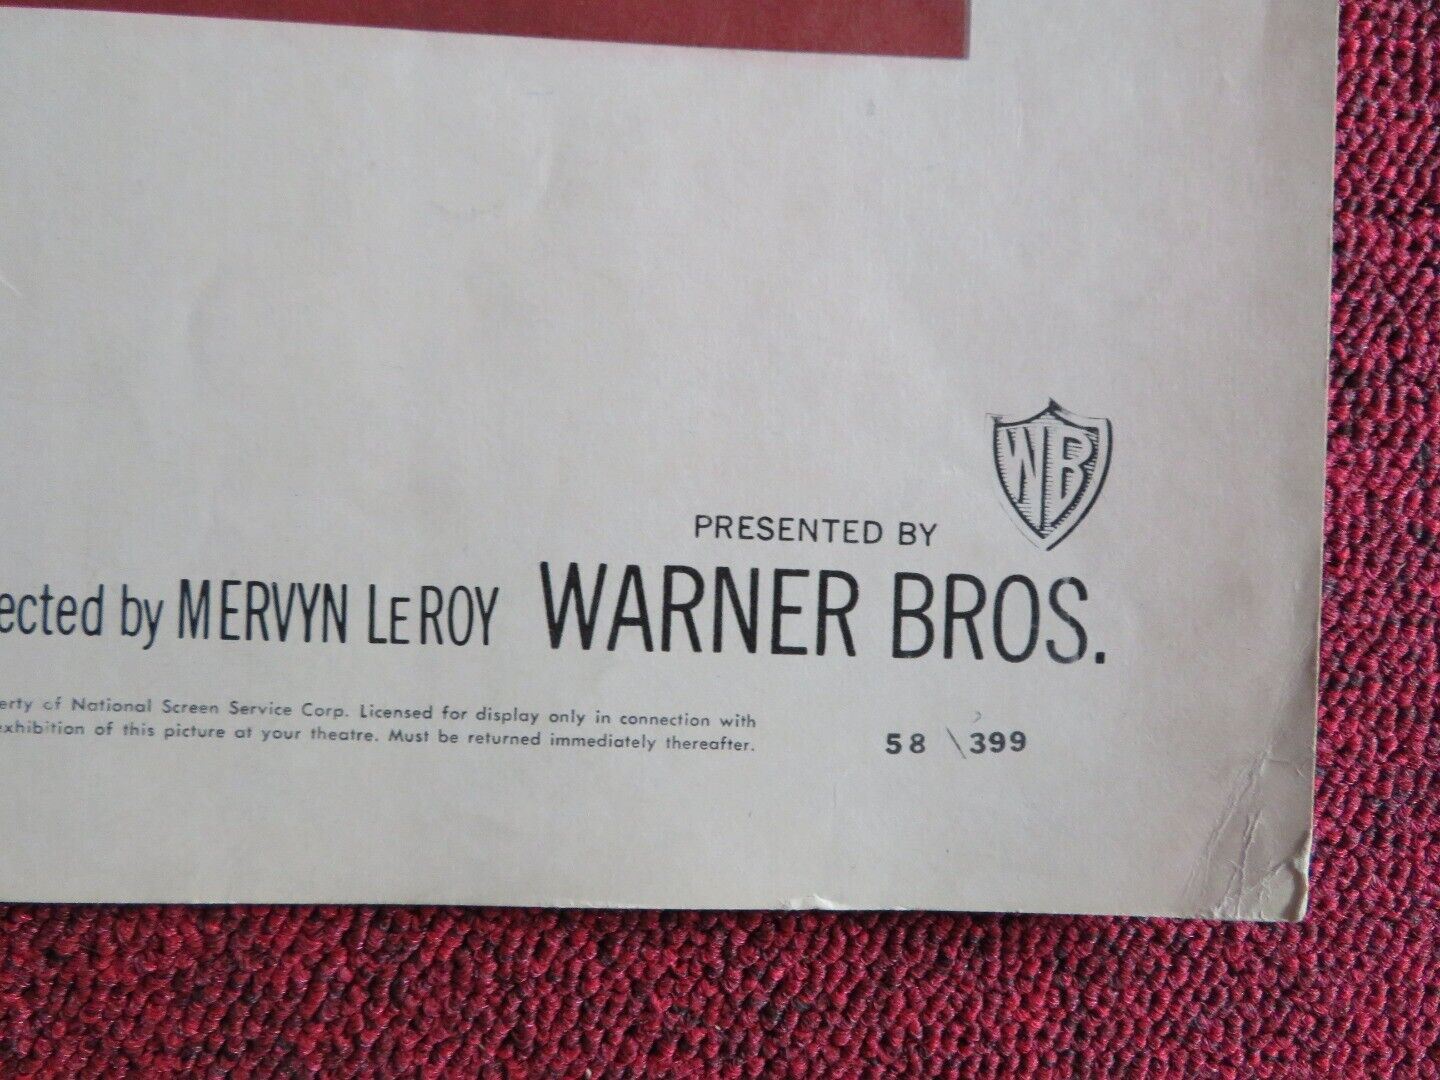 WB
PRESENTED BY
ected by MERVYN LeROY WARNER BROS.
erty of National Screen Service Corp. Licensed for display only in connection with
exhibition of this picture at your theatre. Must be returned immediately thereafter.
58 \399